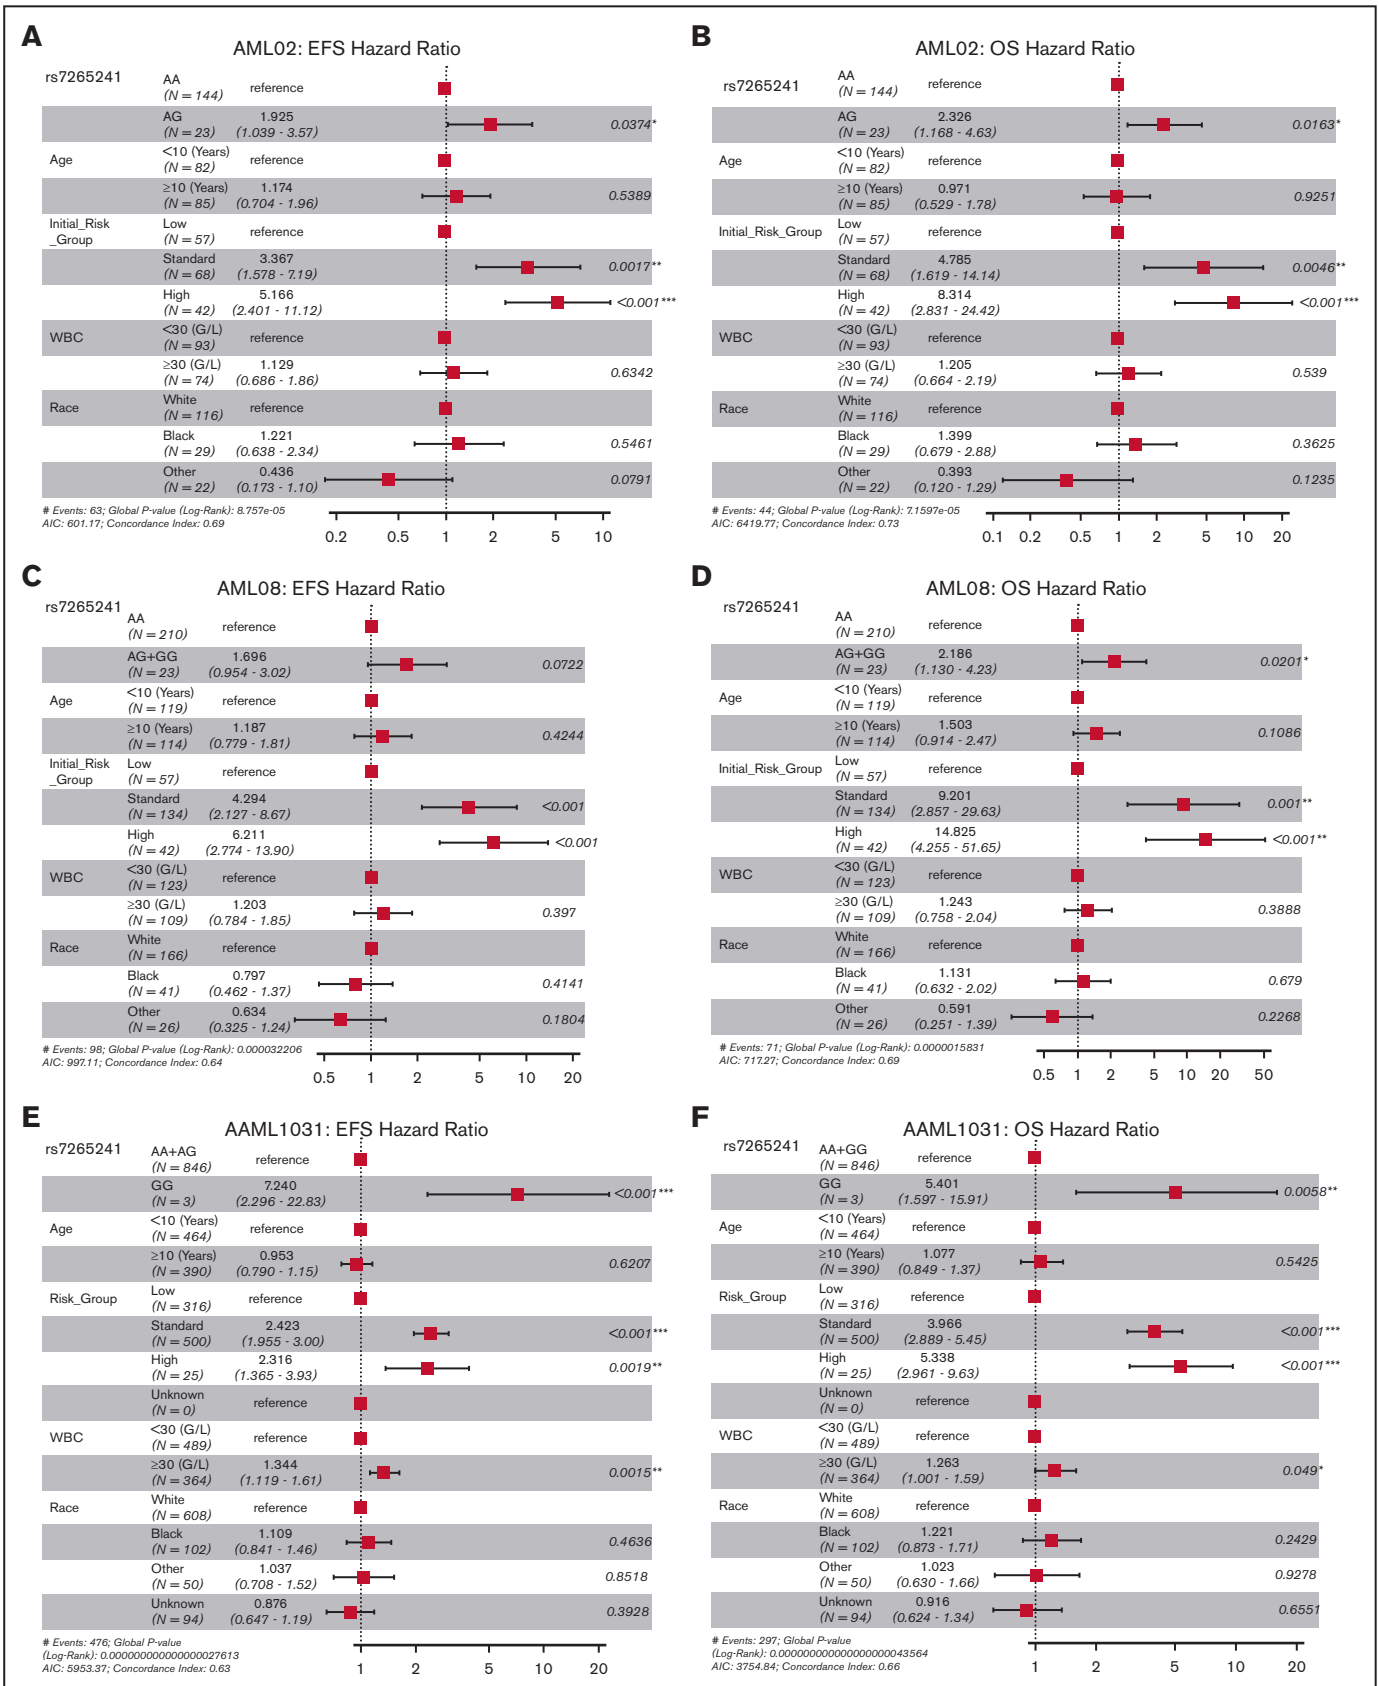 A
AML02: EFS Hazard Ratio
rs7265241
AA
(N = 144)
reference
AG
(N = 23)
1.925
(1.039 - 3.57)
0.0374*
Age
<10 (Years)
(N = 82)
reference
≥10 (Years)
(N = 85)
1.174
(0.704 - 1.96)
0.5389
Initial_Risk
_Group
Low
(N = 57)
reference
Standard
(N = 68)
3.367
(1.578 - 7.19)
0.0017**
High
(N = 42)
5.166
(2.401 - 11.12)
<0.001***
WBC
<30 (G/L)
(N = 93)
reference
≥30 (G/L)
(N = 74)
1.129
(0.686 - 1.86)
0.6342
Race
White
(N = 116)
reference
Black
(N = 29)
1.221
(0.638 - 2.34)
0.5461
Other
(N = 22)
0.436
(0.173 - 1.10)
0.0791
# Events: 63; Global P-value (Log-Rank): 8.757e-05
AIC: 601.17; Concordance Index: 0.69
0.2 0.5 1 2 5 10
B
AML02: OS Hazard Ratio
rs7265241
AA
(N = 144)
reference
AG
(N = 23)
2.326
(1.168 - 4.63)
0.0163*
Age
<10 (Years)
(N = 82)
reference
≥10 (Years)
(N = 85)
0.971
(0.529 - 1.78)
0.9251
Initial_Risk_Group
Low
(N = 57)
reference
Standard
(N = 68)
4.785
(1.619 - 14.14)
0.0046**
High
(N = 42)
8.314
(2.831 - 24.42)
<0.001***
WBC
<30 (G/L)
(N = 93)
reference
≥30 (G/L)
(N = 74)
1.205
(0.664 - 2.19)
0.539
Race
White
(N = 116)
reference
Black
(N = 29)
1.399
(0.679 - 2.88)
0.3625
Other
(N = 22)
0.393
(0.120 - 1.29)
0.1235
# Events: 44; Global P-value (Log-Rank): 7.1597e-05
AIC: 6419.77; Concordance Index: 0.73
0.1 0.2 0.5 1 2 5 10 20
C
AML08: EFS Hazard Ratio
rs7265241
AA
(N = 210)
reference
AG+GG
(N = 23)
1.696
(0.954 - 3.02)
0.0722
Age
<10 (Years)
(N = 119)
reference
≥10 (Years)
(N = 114)
1.187
(0.779 - 1.81)
0.4244
Initial_Risk
_Group
Low
(N = 57)
reference
Standard
(N = 134)
4.294
(2.127 - 8.67)
<0.001
High
(N = 42)
6.211
(2.774 - 13.90)
<0.001
WBC
<30 (G/L)
(N = 123)
reference
≥30 (G/L)
(N = 109)
1.203
(0.784 - 1.85)
0.397
Race
White
(N = 166)
reference
Black
(N = 41)
0.797
(0.462 - 1.37)
0.4141
Other
(N = 26)
0.634
(0.325 - 1.24)
0.1804
# Events: 98; Global P-value (Log-Rank): 0.000032206
AIC: 997.11; Concordance Index: 0.64
0.5 1 2 5 10 20
D
AML08: OS Hazard Ratio
rs7265241
AA
(N = 210)
reference
AG+GG
(N = 23)
2.186
(1.130 - 4.23)
0.0201*
Age
<10 (Years)
(N = 119)
reference
≥10 (Years)
(N = 114)
1.503
(0.914 - 2.47)
0.1086
Initial_Risk_Group
Low
(N = 57)
reference
Standard
(N = 134)
9.201
(2.857 - 29.63)
0.001**
High
(N = 42)
14.825
(4.255 - 51.65)
<0.001**
WBC
<30 (G/L)
(N = 123)
reference
≥30 (G/L)
(N = 109)
1.243
(0.758 - 2.04)
0.3888
Race
White
(N = 166)
reference
Black
(N = 41)
1.131
(0.632 - 2.02)
0.679
Other
(N = 26)
0.591
(0.251 - 1.39)
0.2268
# Events: 71; Global P-value (Log-Rank): 0.0000015831
AIC: 717.27; Concordance Index: 0.69
0.5 1 2 5 10 20 50
E
AAML1031: EFS Hazard Ratio
rs7265241
AA+AG
(N = 846)
reference
GG
(N = 3)
7.240
(2.296 - 22.83)
<0.001***
Age
<10 (Years)
(N = 464)
reference
≥10 (Years)
(N = 390)
0.953
(0.790 - 1.15)
0.6207
Risk_Group
Low
(N = 316)
reference
Standard
(N = 500)
2.423
(1.955 - 3.00)
<0.001***
High
(N = 25)
2.316
(1.365 - 3.93)
0.0019**
Unknown
(N = 0)
reference
WBC
<30 (G/L)
(N = 489)
reference
≥30 (G/L)
(N = 364)
1.344
(1.119 - 1.61)
0.0015**
Race
White
(N = 608)
reference
Black
(N = 102)
1.109
(0.841 - 1.46)
0.4636
Other
(N = 50)
1.037
(0.708 - 1.52)
0.8518
Unknown
(N = 94)
0.876
(0.647 - 1.19)
0.3928
# Events: 476; Global P-value
(Log-Rank): 0.000000000000000027613
AIC: 5953.37; Concordance Index: 0.63
1 2 5 10 20
F
AAML1031: OS Hazard Ratio
rs7265241
AA+GG
(N = 846)
reference
GG
(N = 3)
5.401
(1.597 - 15.91)
0.0058**
Age
<10 (Years)
(N = 464)
reference
≥10 (Years)
(N = 390)
1.077
(0.849 - 1.37)
0.5425
Risk_Group
Low
(N = 316)
reference
Standard
(N = 500)
3.966
(2.889 - 5.45)
<0.001***
High
(N = 25)
5.338
(2.961 - 9.63)
<0.001***
Unknown
(N = 0)
reference
WBC
<30 (G/L)
(N = 489)
reference
≥30 (G/L)
(N = 364)
1.263
(1.001 - 1.59)
0.049*
Race
White
(N = 608)
reference
Black
(N = 102)
1.221
(0.873 - 1.71)
0.2429
Other
(N = 50)
1.023
(0.630 - 1.66)
0.9278
Unknown
(N = 94)
0.916
(0.624 - 1.34)
0.6551
# Events: 297; Global P-value
(Log-Rank): 0.00000000000000000000043564
AIC: 3754.84; Concordance Index: 0.66
1 2 5 10 20